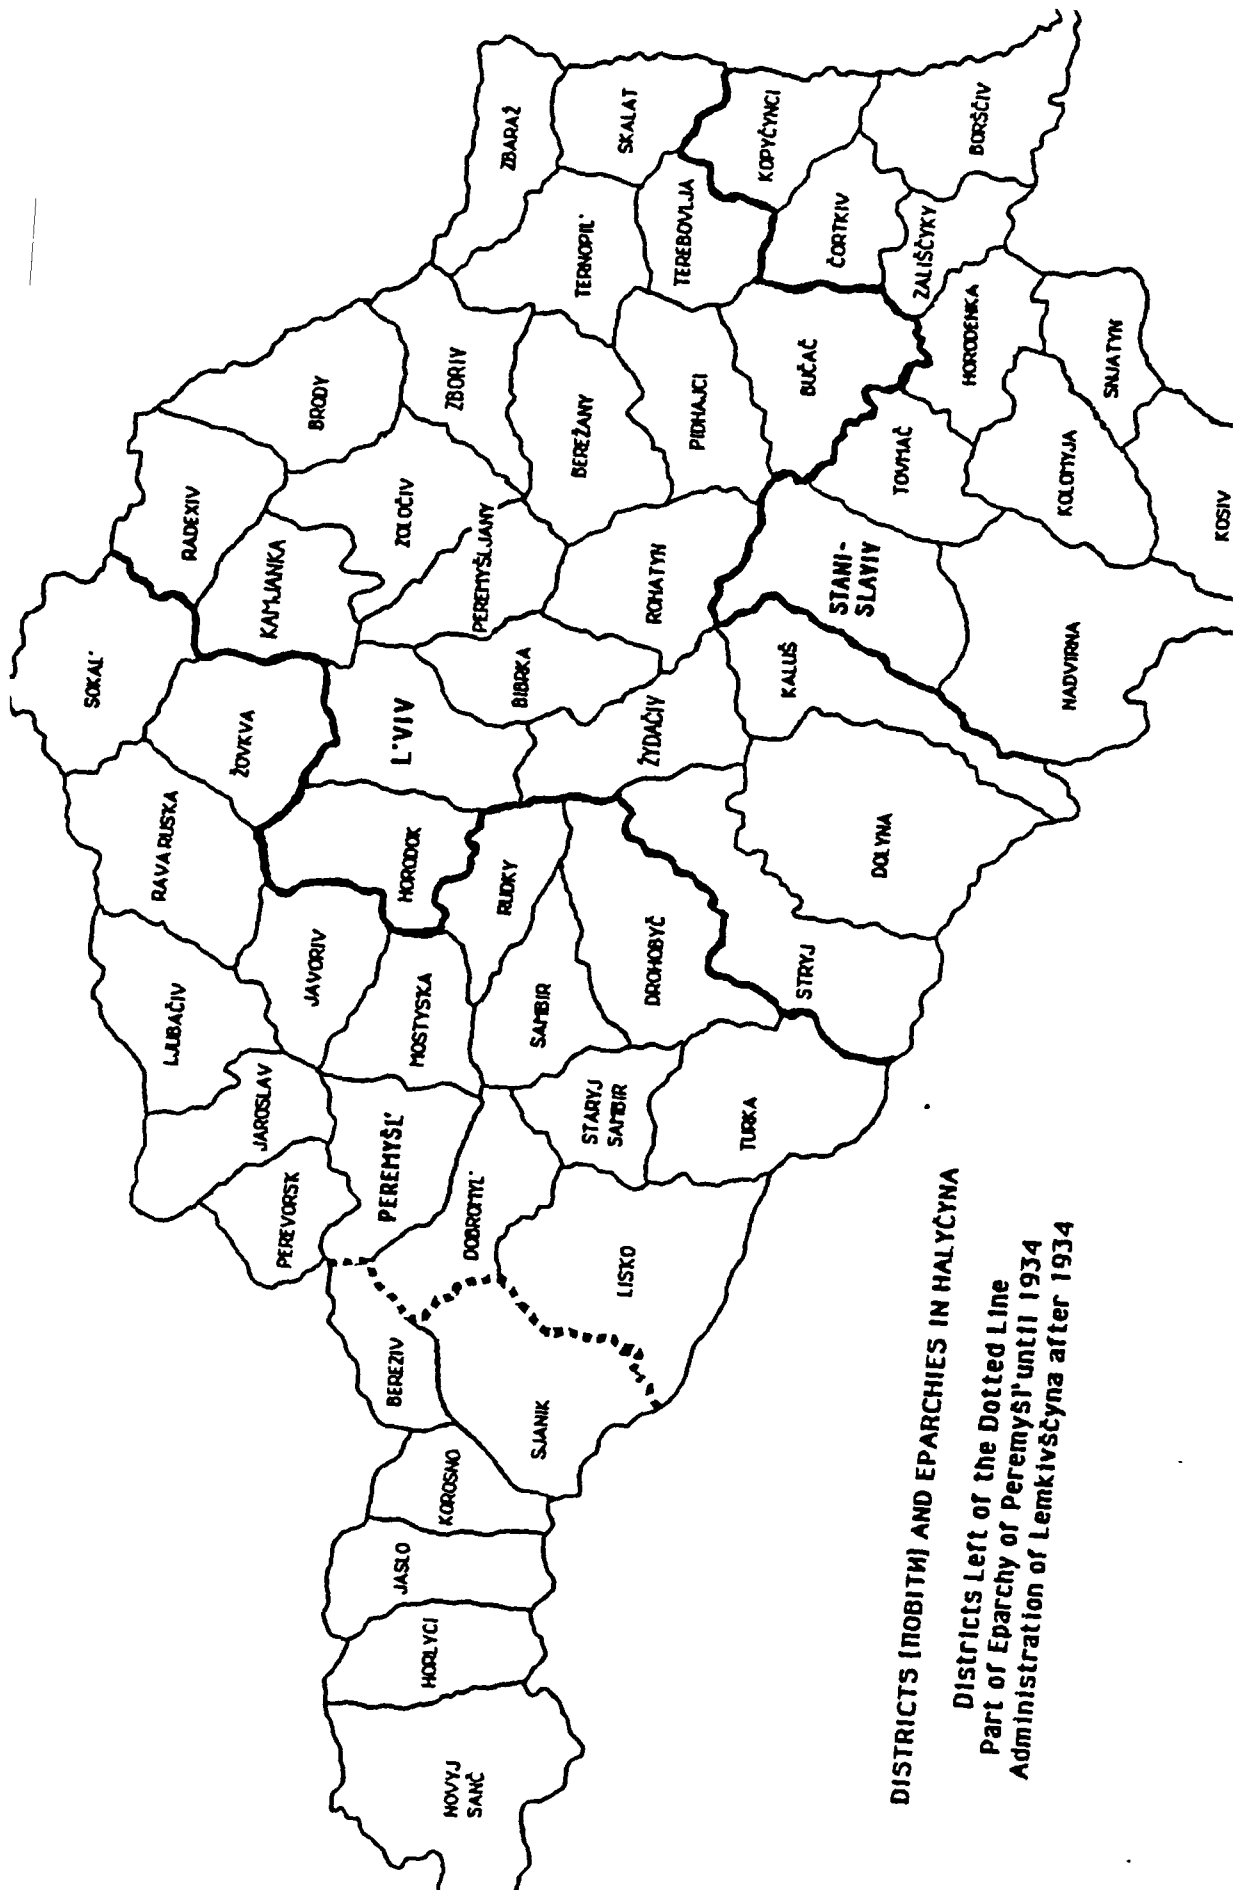 SOKAL'
RADEXIV
BRODY
ZBARAŽ
SKALAT
KOPYČYNCI
BORŠČIV
ŽOVKVA
KAMJANKA
ZOLOČIV
ZBORIV
TERNOPIL'
TEREBOVLJA
ČORTKIV
ZALIŠČYKY
RAVA RUSKA
L'VIV
PEREMYŠLJANY
BEREŽANY
PIDHAJCI
BUČAČ
HORODENKA
SNJATYN
LJUBAČIV
JAVORIV
HORODOK
BIBRKA
ROHATYN
TOVMAČ
KOLOMYJA
KOSIV
ŽYDAČIV
KALUŠ
STANI-
SLAVIV
NADVIRNA
MOSTYSKA
RUDKY
SAMBIR
DROHOBYČ
STRYJ
DOLYNA
JAROSLAV
PEREVORSK
PEREMYŠL'
DOBROMYL'
STARYJ
SAMBIR
TURKA
LISKO
BEREZIV
SJANIK
KOROSNO
JASLO
HORLYCI
NOVYJ
SANČ
DISTRICTS [ПОВІТИ] AND EPARCHIES IN HALYČYNA
Districts Left of the Dotted Line
Part of Eparchy of Peremyšl' until 1934
Administration of Lemkivščyna after 1934